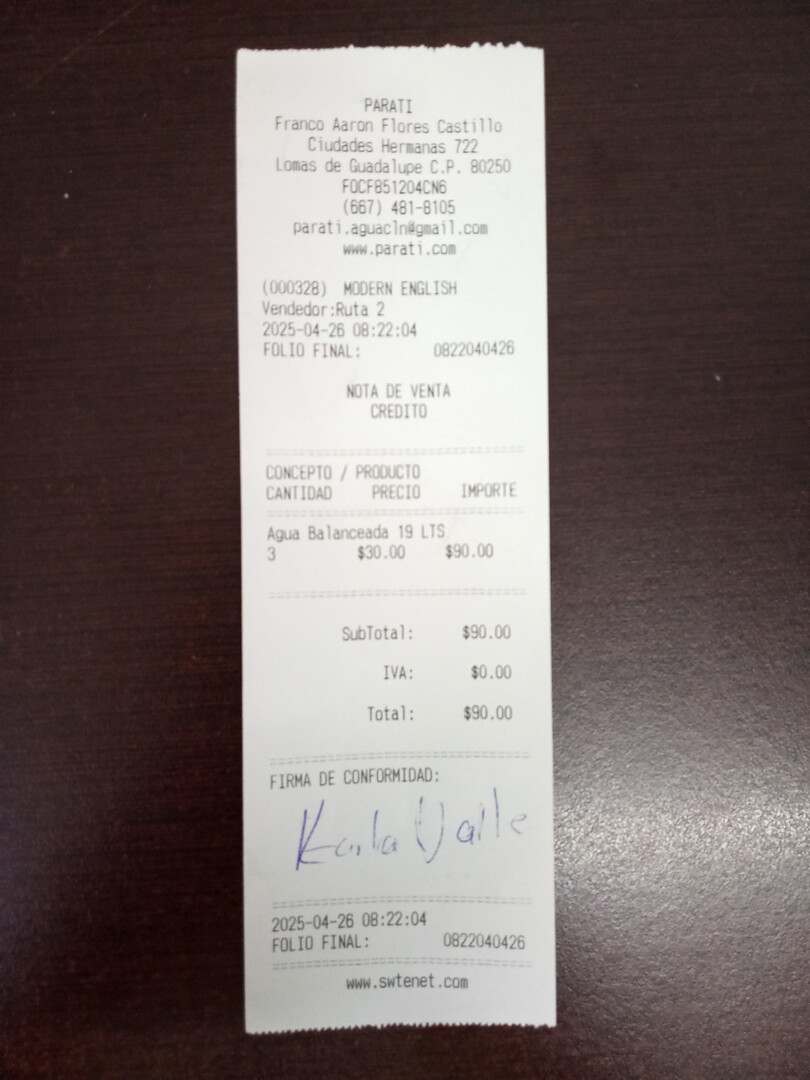 PARATI
Franco Aaron Flores Castillo
Ciudades Hermanas 722
Lomas de Guadalupe C.P. 80250
FOCF851204CN6
(667) 481-8105
parati.aguacln@gmail.com
www.parati.com
(000328) MODERN ENGLISH
Vendedor:Ruta 2
2025-04-26 08:22:04
FOLIO FINAL: 0822040426
NOTA DE VENTA
CREDITO
CONCEPTO / PRODUCTO
CANTIDAD PRECIO IMPORTE
Agua Balanceada 19 LTS
3 $30.00 $90.00
SubTotal: $90.00
IVA: $0.00
Total: $90.00
FIRMA DE CONFORMIDAD:
Karla Valle
2025-04-26 08:22:04
FOLIO FINAL: 0822040426
www.swtenet.com